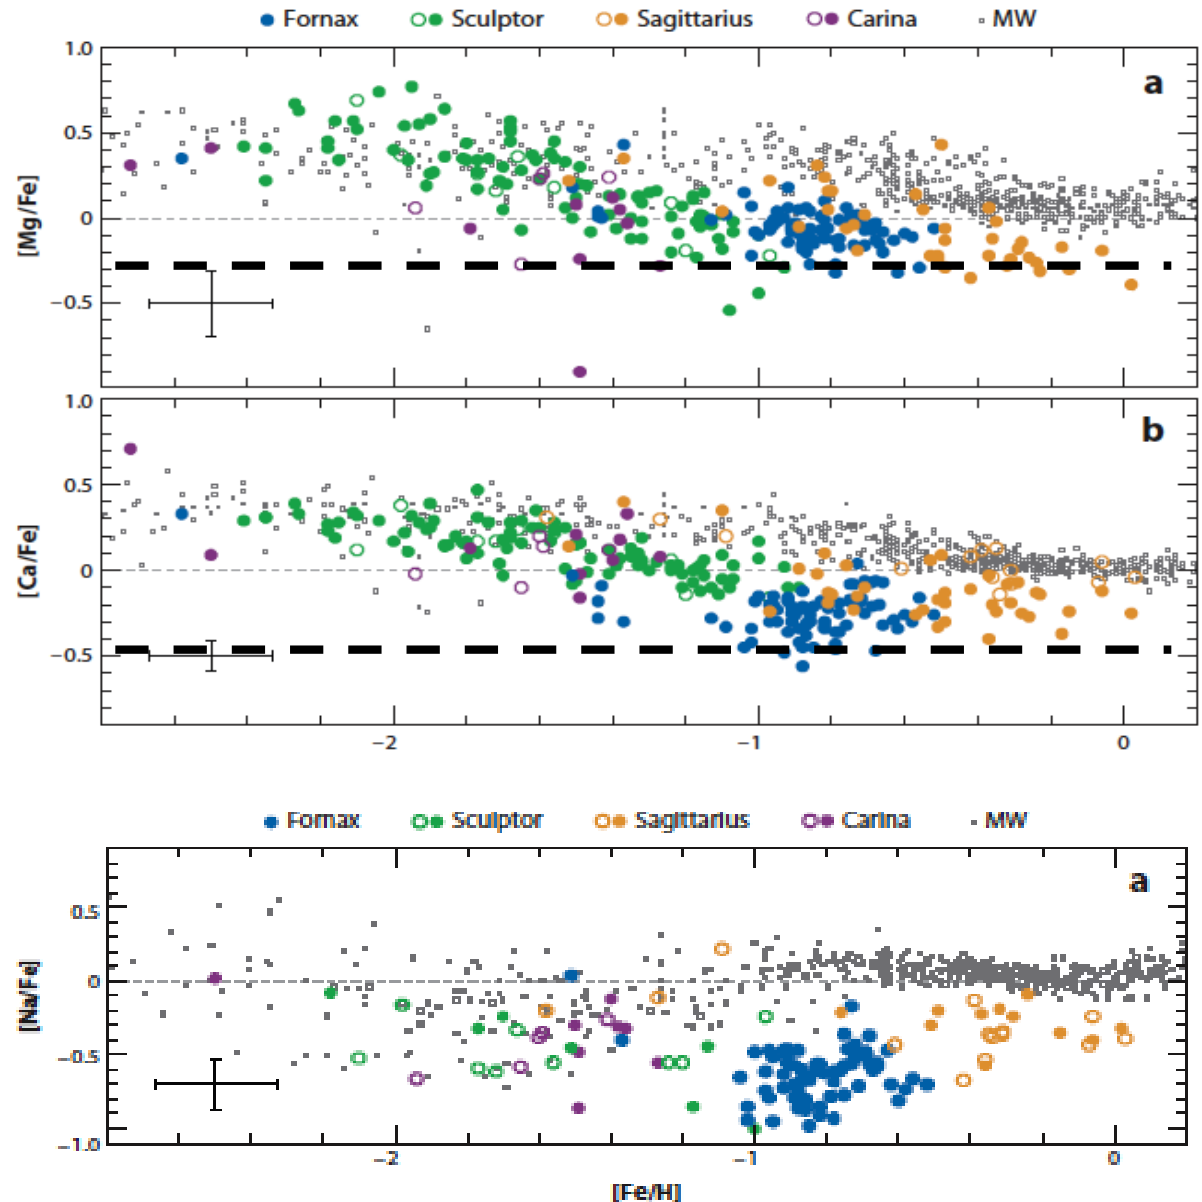 Fornax Sculptor Sagittarius Carina MW
a
1.0
0.5
0
−0.5
[Mg/Fe]
b
1.0
0.5
0
−0.5
[Ca/Fe]
−2 −1 0
Fornax Sculptor Sagittarius Carina MW
a
0.5
0
−0.5
−1.0
[Na/Fe]
−2 −1 0
[Fe/H]